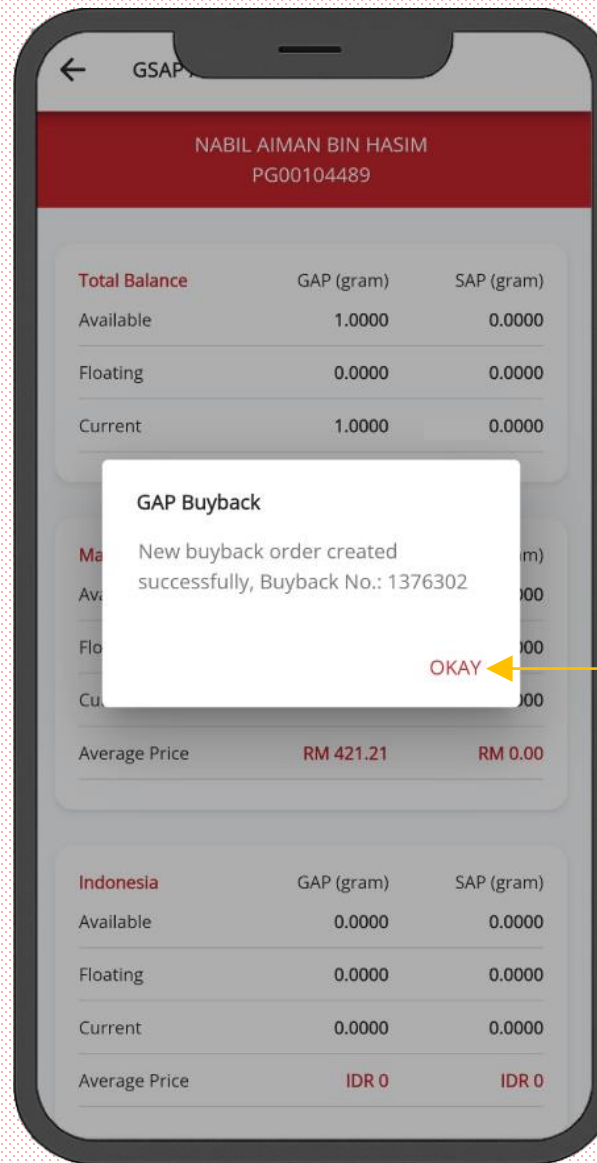 GSAP
NABIL AIMAN BIN HASIM
PG00104489
Total Balance GAP (gram) SAP (gram)
Available 1.0000 0.0000
Floating 0.0000 0.0000
Current 1.0000 0.0000
GAP Buyback
New buyback order created
successfully, Buyback No.: 1376302
OKAY
Average Price RM 421.21 RM 0.00
Indonesia GAP (gram) SAP (gram)
Available 0.0000 0.0000
Floating 0.0000 0.0000
Current 0.0000 0.0000
Average Price IDR 0 IDR 0